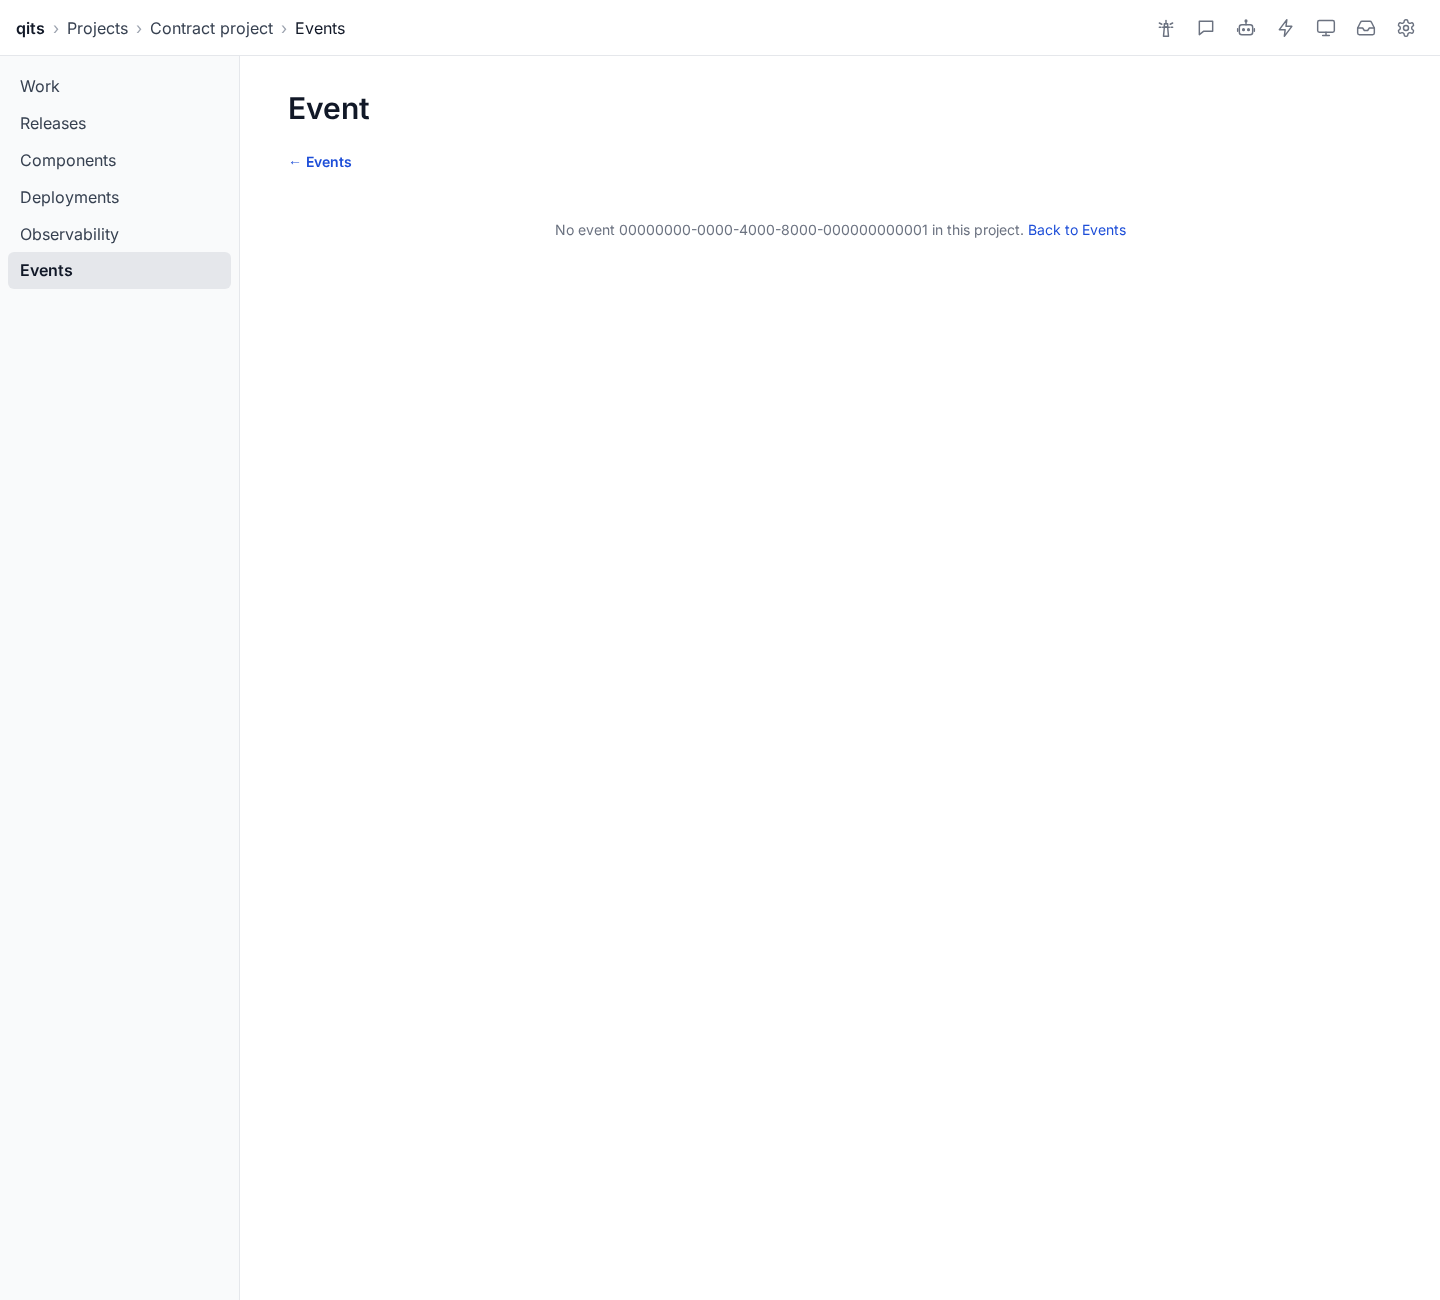 qits › Projects › Contract project › Events
Work
Releases
Components
Deployments
Observability
Events
Event
← Events
No event 00000000-0000-4000-8000-000000000001 in this project. Back to Events